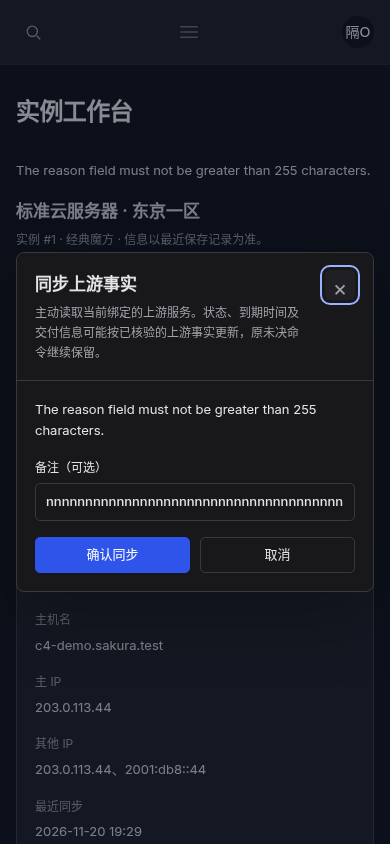 隔O
实例工作台
The reason field must not be greater than 255 characters.
标准云服务器 · 东京一区
实例 #1 · 经典魔方 · 信息以最近保存记录为准。
同步上游事实
×
主动读取当前绑定的上游服务。状态、到期时间及
交付信息可能按已核验的上游事实更新，原未决命
令继续保留。
The reason field must not be greater than 255
characters.
备注（可选）
nnnnnnnnnnnnnnnnnnnnnnnnnnnnnnnnnnnnnn
确认同步
取消
主机名
c4-demo.sakura.test
主 IP
203.0.113.44
其他 IP
203.0.113.44、2001:db8::44
最近同步
2026-11-20 19:29